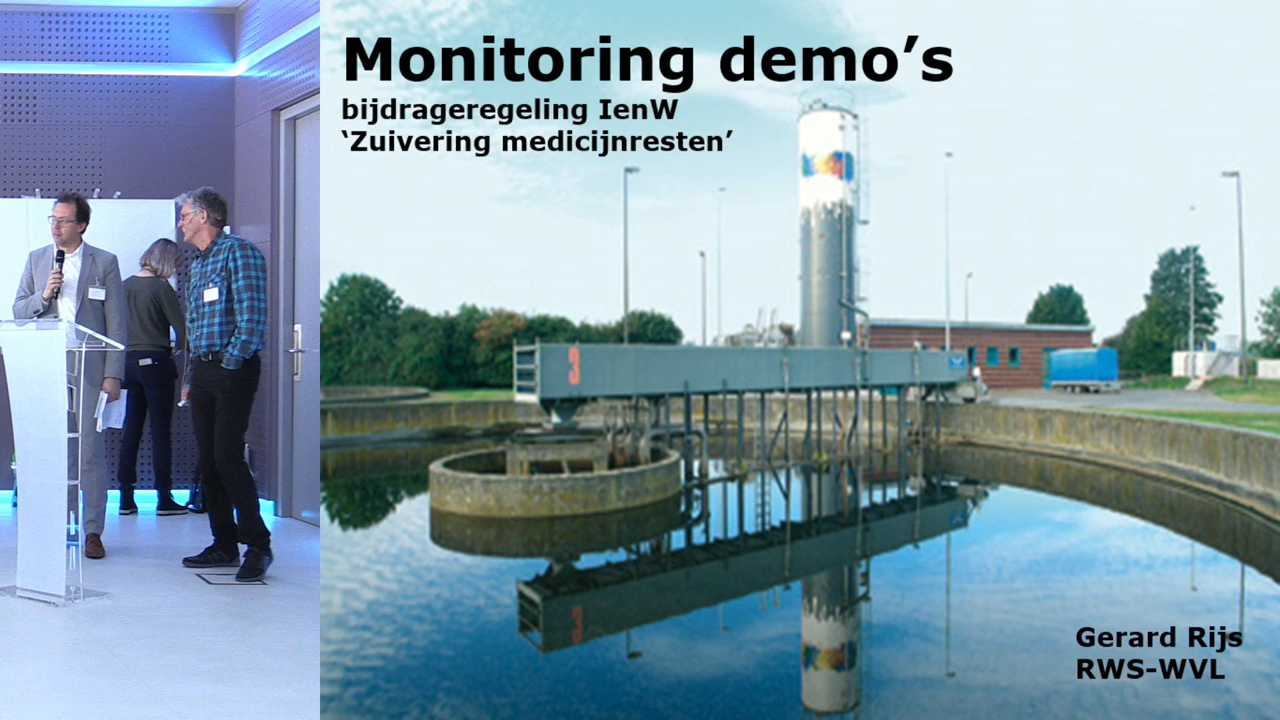 Monitoring demo’s
bijdrageregeling IenW
‘Zuivering medicijnresten’
3
Gerard Rijs
RWS-WVL